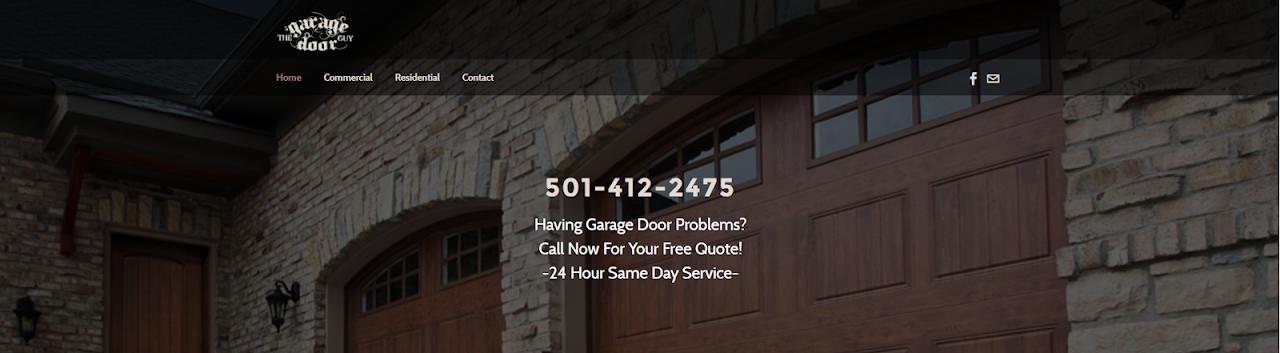 THE garage door GUY
Home Commercial Residential Contact
501-412-2475
Having Garage Door Problems?
Call Now For Your Free Quote!
-24 Hour Same Day Service-